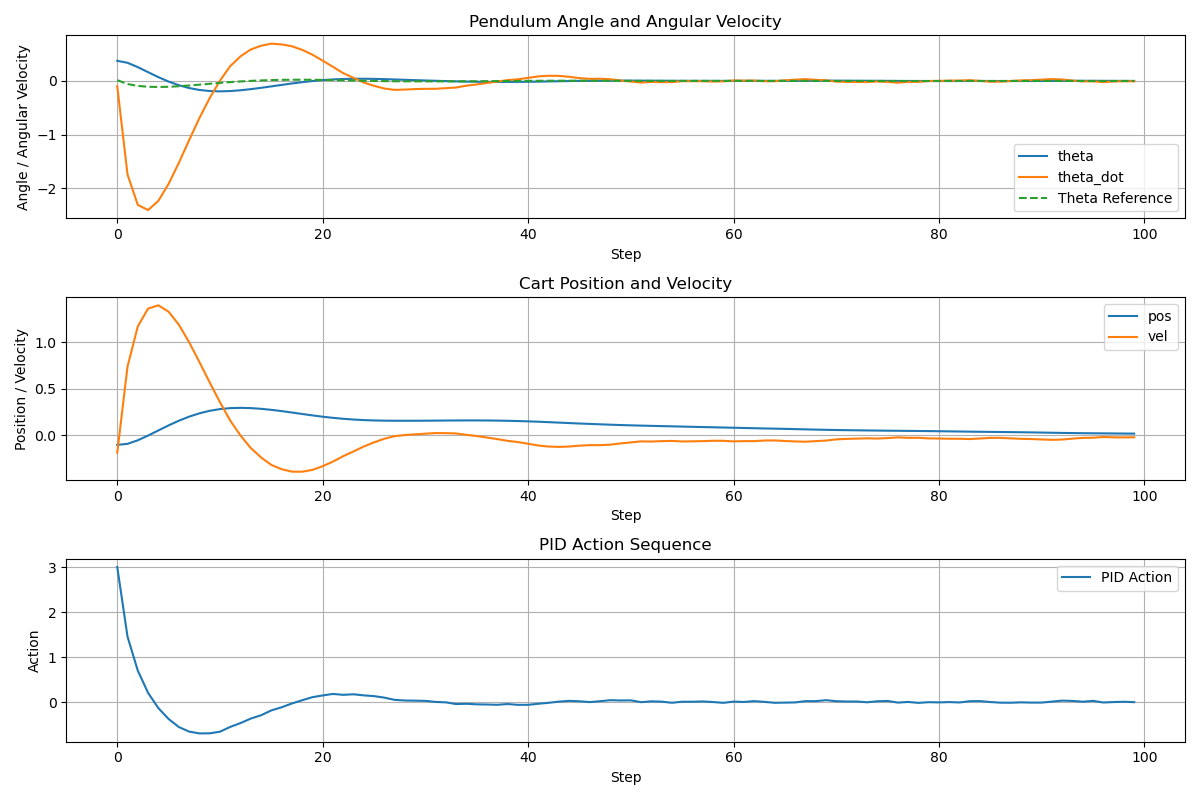 Pendulum Angle and Angular Velocity
Angle / Angular Velocity
0
−1
−2
theta
theta_dot
Theta Reference
0 20 40 60 80 100
Step
Cart Position and Velocity
Position / Velocity
1.0
0.5
0.0
pos
vel
0 20 40 60 80 100
Step
PID Action Sequence
Action
3
2
1
0
PID Action
0 20 40 60 80 100
Step